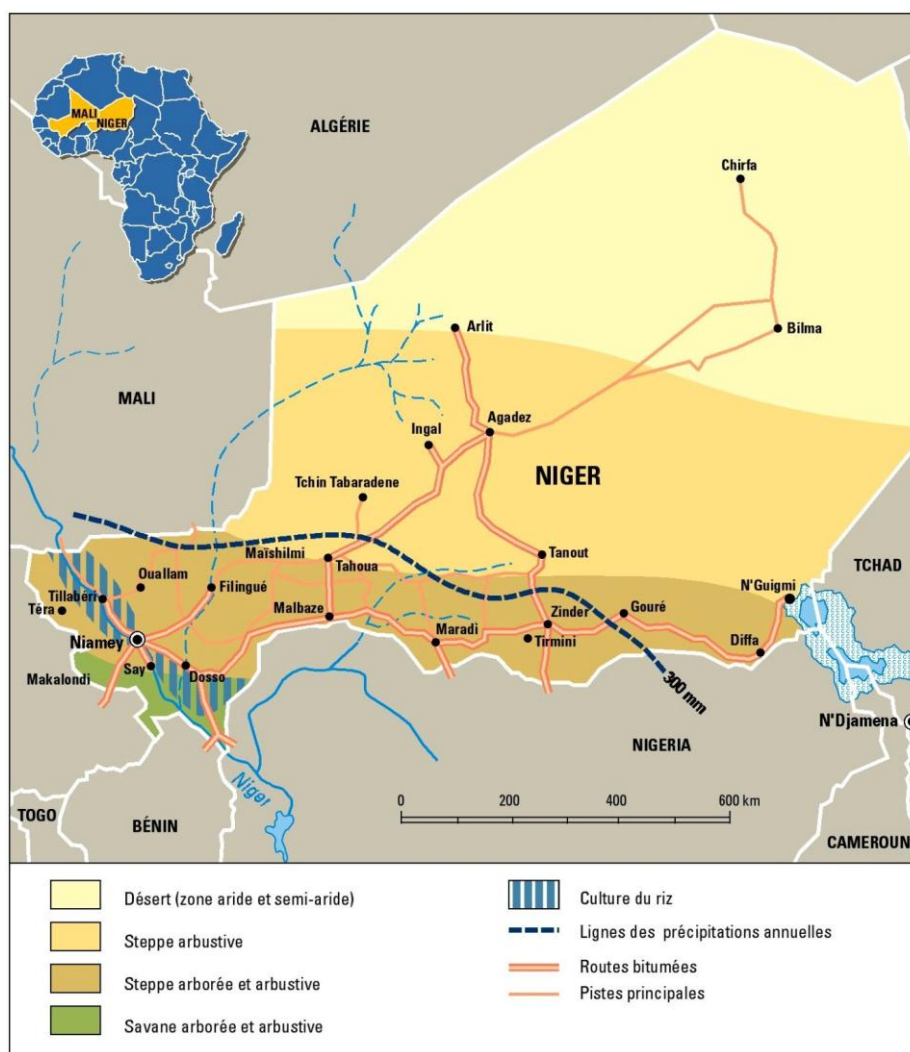 MALI
NIGER
ALGÉRIE
Chirfa
Arlit
Bilma
MALI
Agadez
Ingal
NIGER
Tchin Tabaradene
TCHAD
Maïshilmi
Tanout
Ouallam
Tahoua
N'Guigmi
Filingué
Tillabéri
Téra
Malbaze
Zinder
Gouré
Niamey
Maradi
Tirmini
Diffa
Say
Makalondi
Dosso
300 mm
N'Djamena
NIGERIA
Niger
0 200 400 600 km
TOGO
BÉNIN
CAMEROUN
Désert (zone aride et semi-aride)
Steppe arbustive
Steppe arborée et arbustive
Savane arborée et arbustive
Culture du riz
Lignes des précipitations annuelles
Routes bitumées
Pistes principales